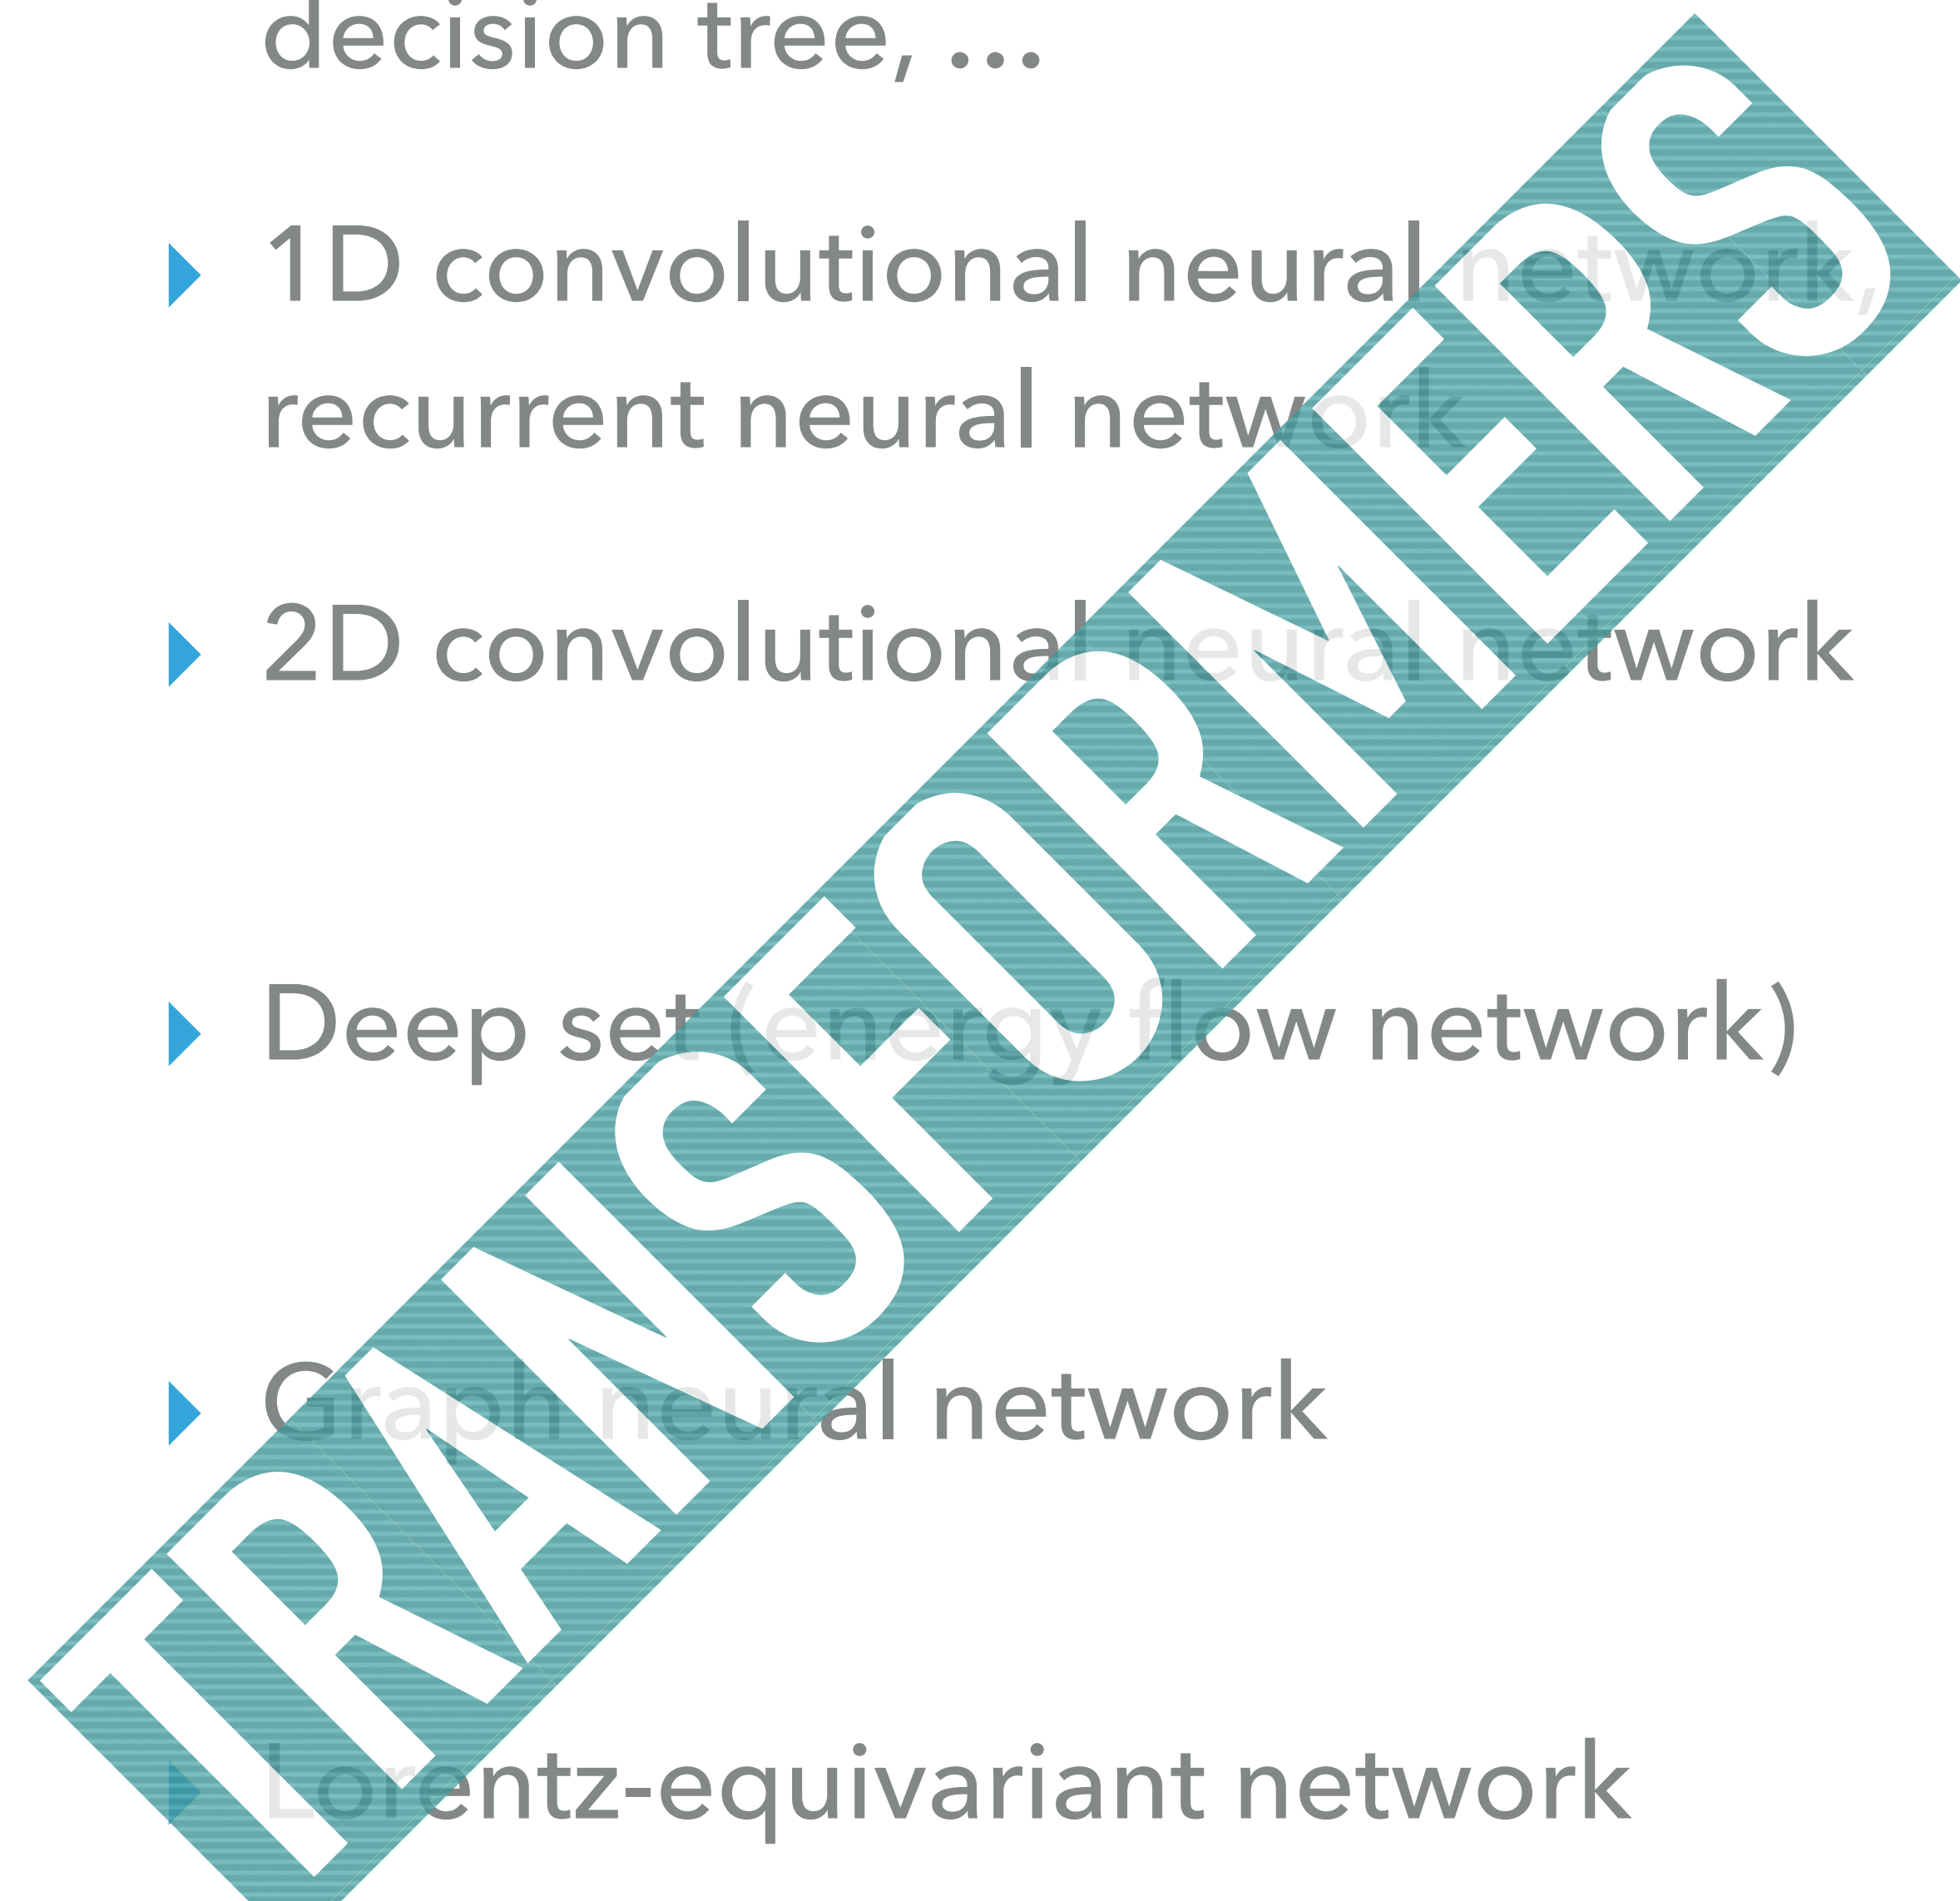 decision tree, ...
1D convolutional neural network,
recurrent neural network
2D convolutional neural network
Deep set (energy flow network)
Graph neural network
Lorentz-equivariant network
TRANSFORMERS